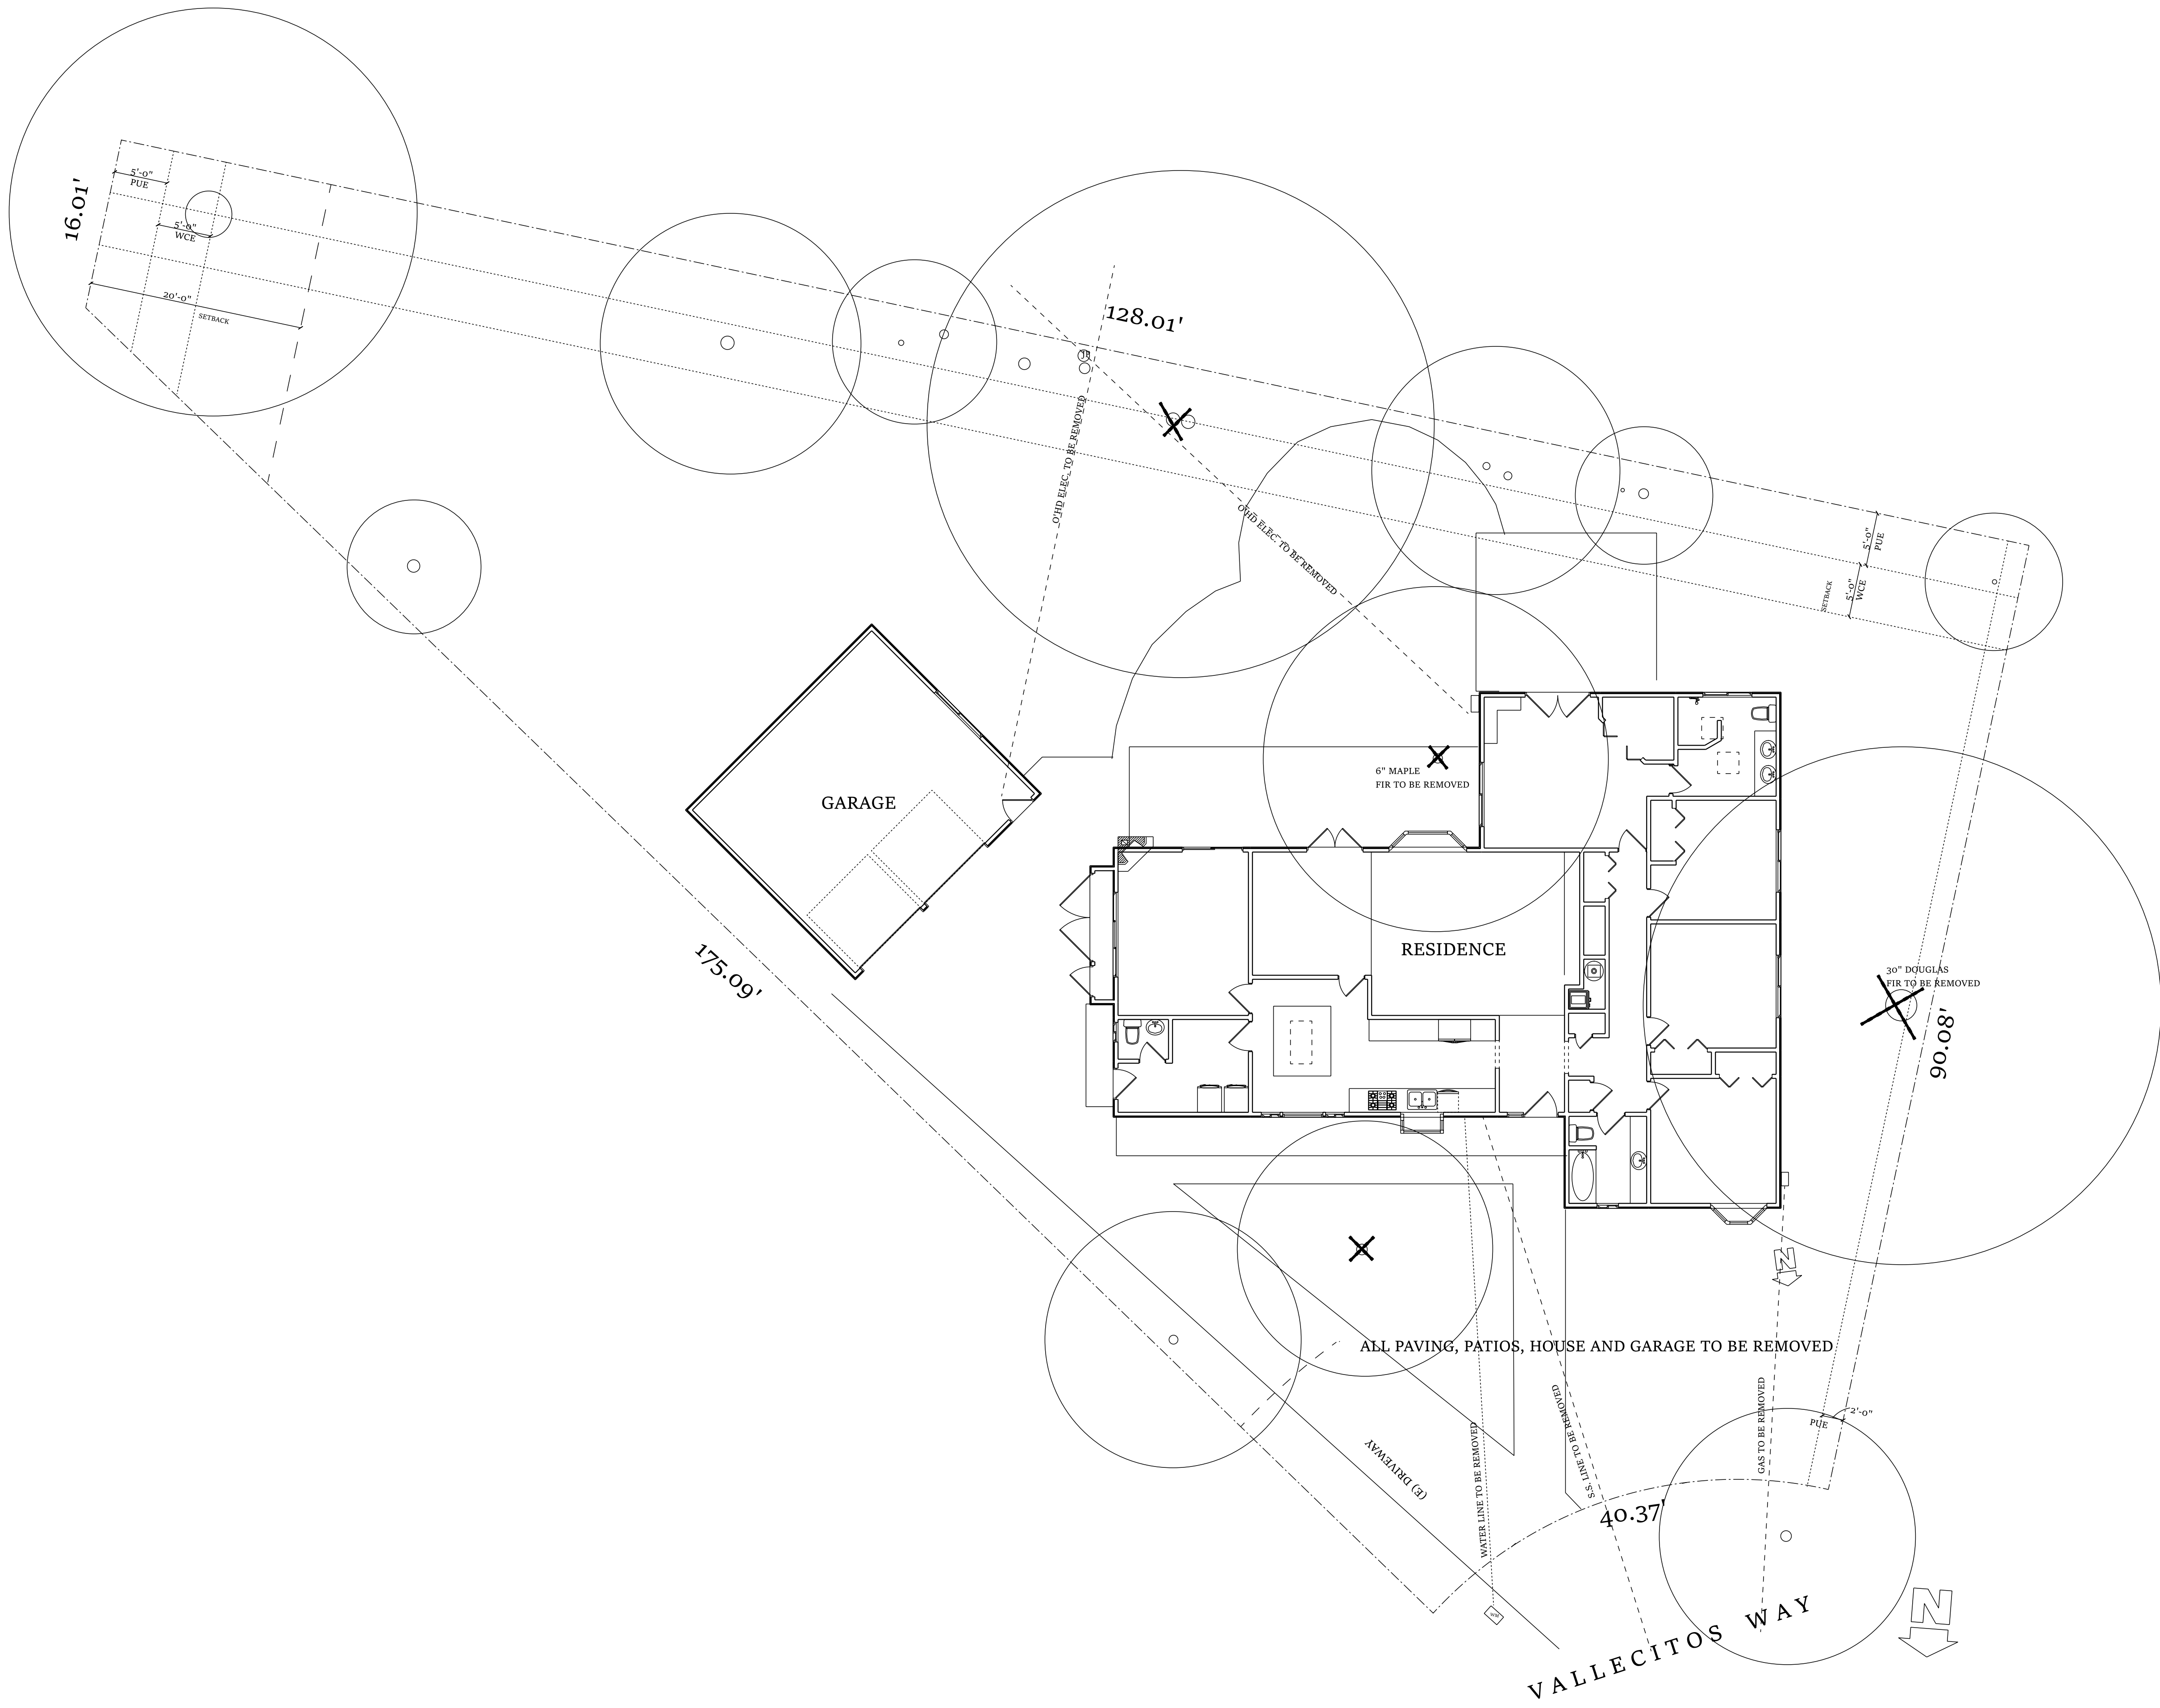 16.01'
5'-0"
PUE
5'-0"
WCE
20'-0"
SETBACK
128.01'
JP
O'HD ELEC. TO BE REMOVED
O'HD ELEC. TO BE REMOVED
5'-0"
PUE
5'-0"
WCE
SETBACK
6" MAPLE
FIR TO BE REMOVED
GARAGE
RESIDENCE
175.09'
30" DOUGLAS
FIR TO BE REMOVED
90.08'
N
ALL PAVING, PATIOS, HOUSE AND GARAGE TO BE REMOVED
(E) DRIVEWAY
WATER LINE TO BE REMOVED
S.S. LINE TO BE REMOVED
GAS TO BE REMOVED
2'-0"
PUE
40.37'
WM
VALLECITOS WAY
N